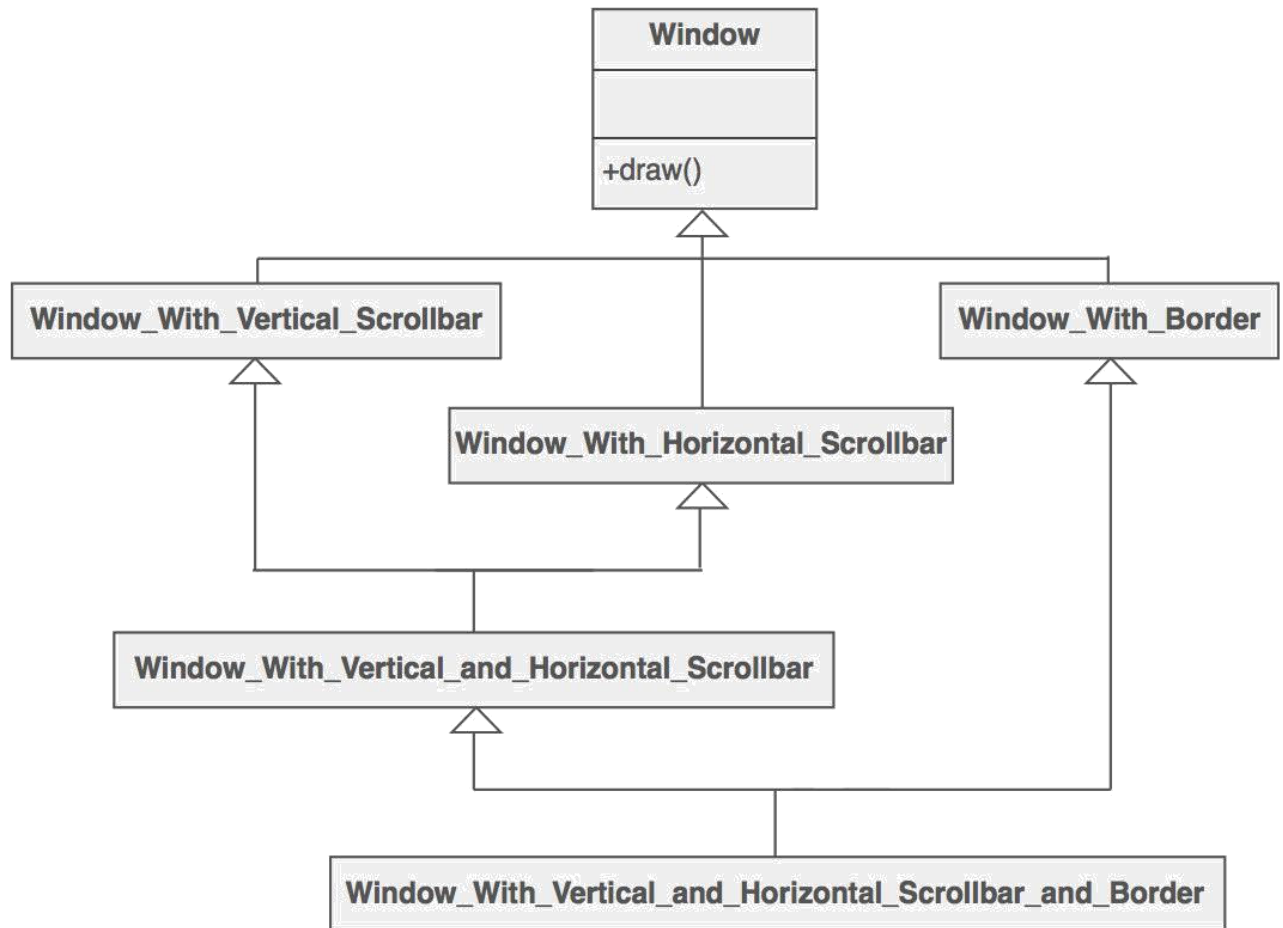 Window
+draw()
Window_With_Vertical_Scrollbar
Window_With_Border
Window_With_Horizontal_Scrollbar
Window_With_Vertical_and_Horizontal_Scrollbar
Window_With_Vertical_and_Horizontal_Scrollbar_and_Border